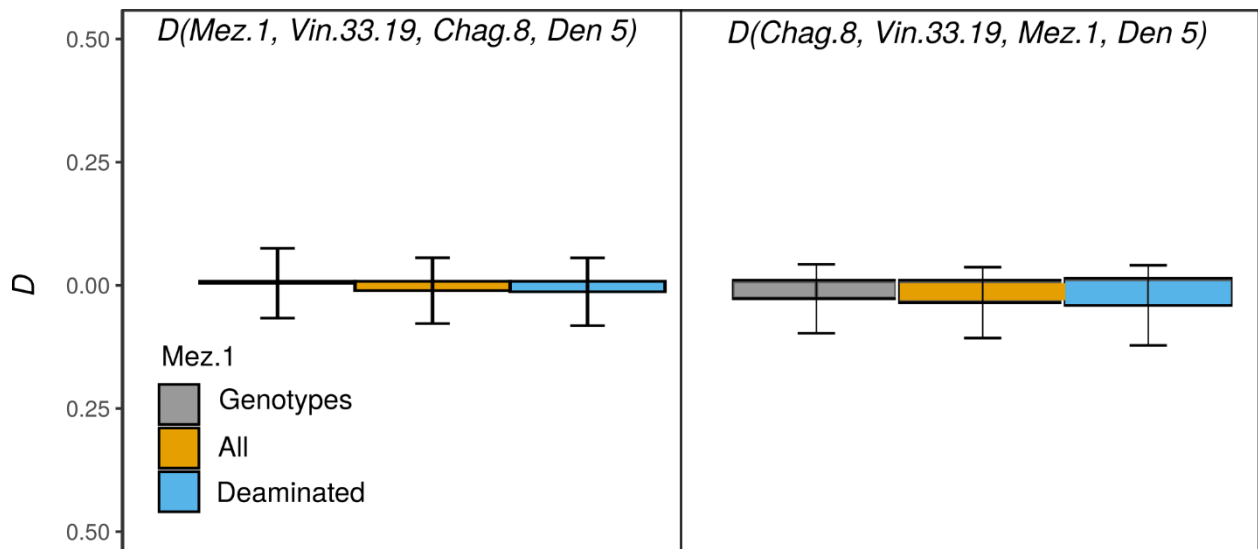 D(Mez.1, Vin.33.19, Chag.8, Den 5)
D(Chag.8, Vin.33.19, Mez.1, Den 5)
0.50
0.25
0.00
0.25
0.50
D
Mez.1
Genotypes
All
Deaminated